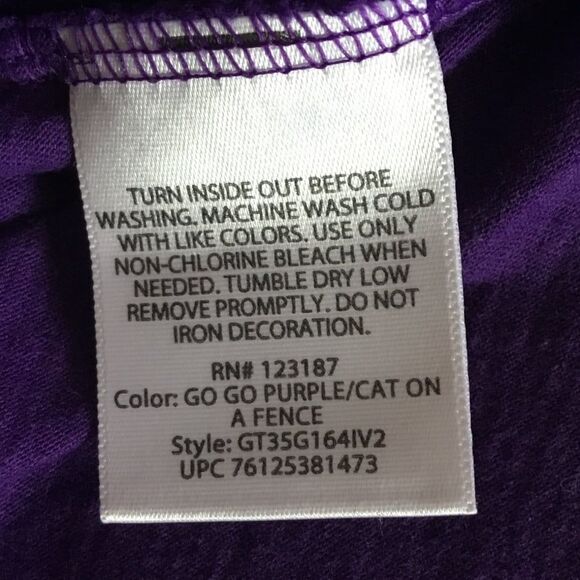 TURN INSIDE OUT BEFORE
WASHING. MACHINE WASH COLD
WITH LIKE COLORS. USE ONLY
NON-CHLORINE BLEACH WHEN
NEEDED. TUMBLE DRY LOW
REMOVE PROMPTLY. DO NOT
IRON DECORATION.
RN# 123187
Color: GO GO PURPLE/CAT ON
A FENCE
Style: GT35G164IV2
UPC 76125381473